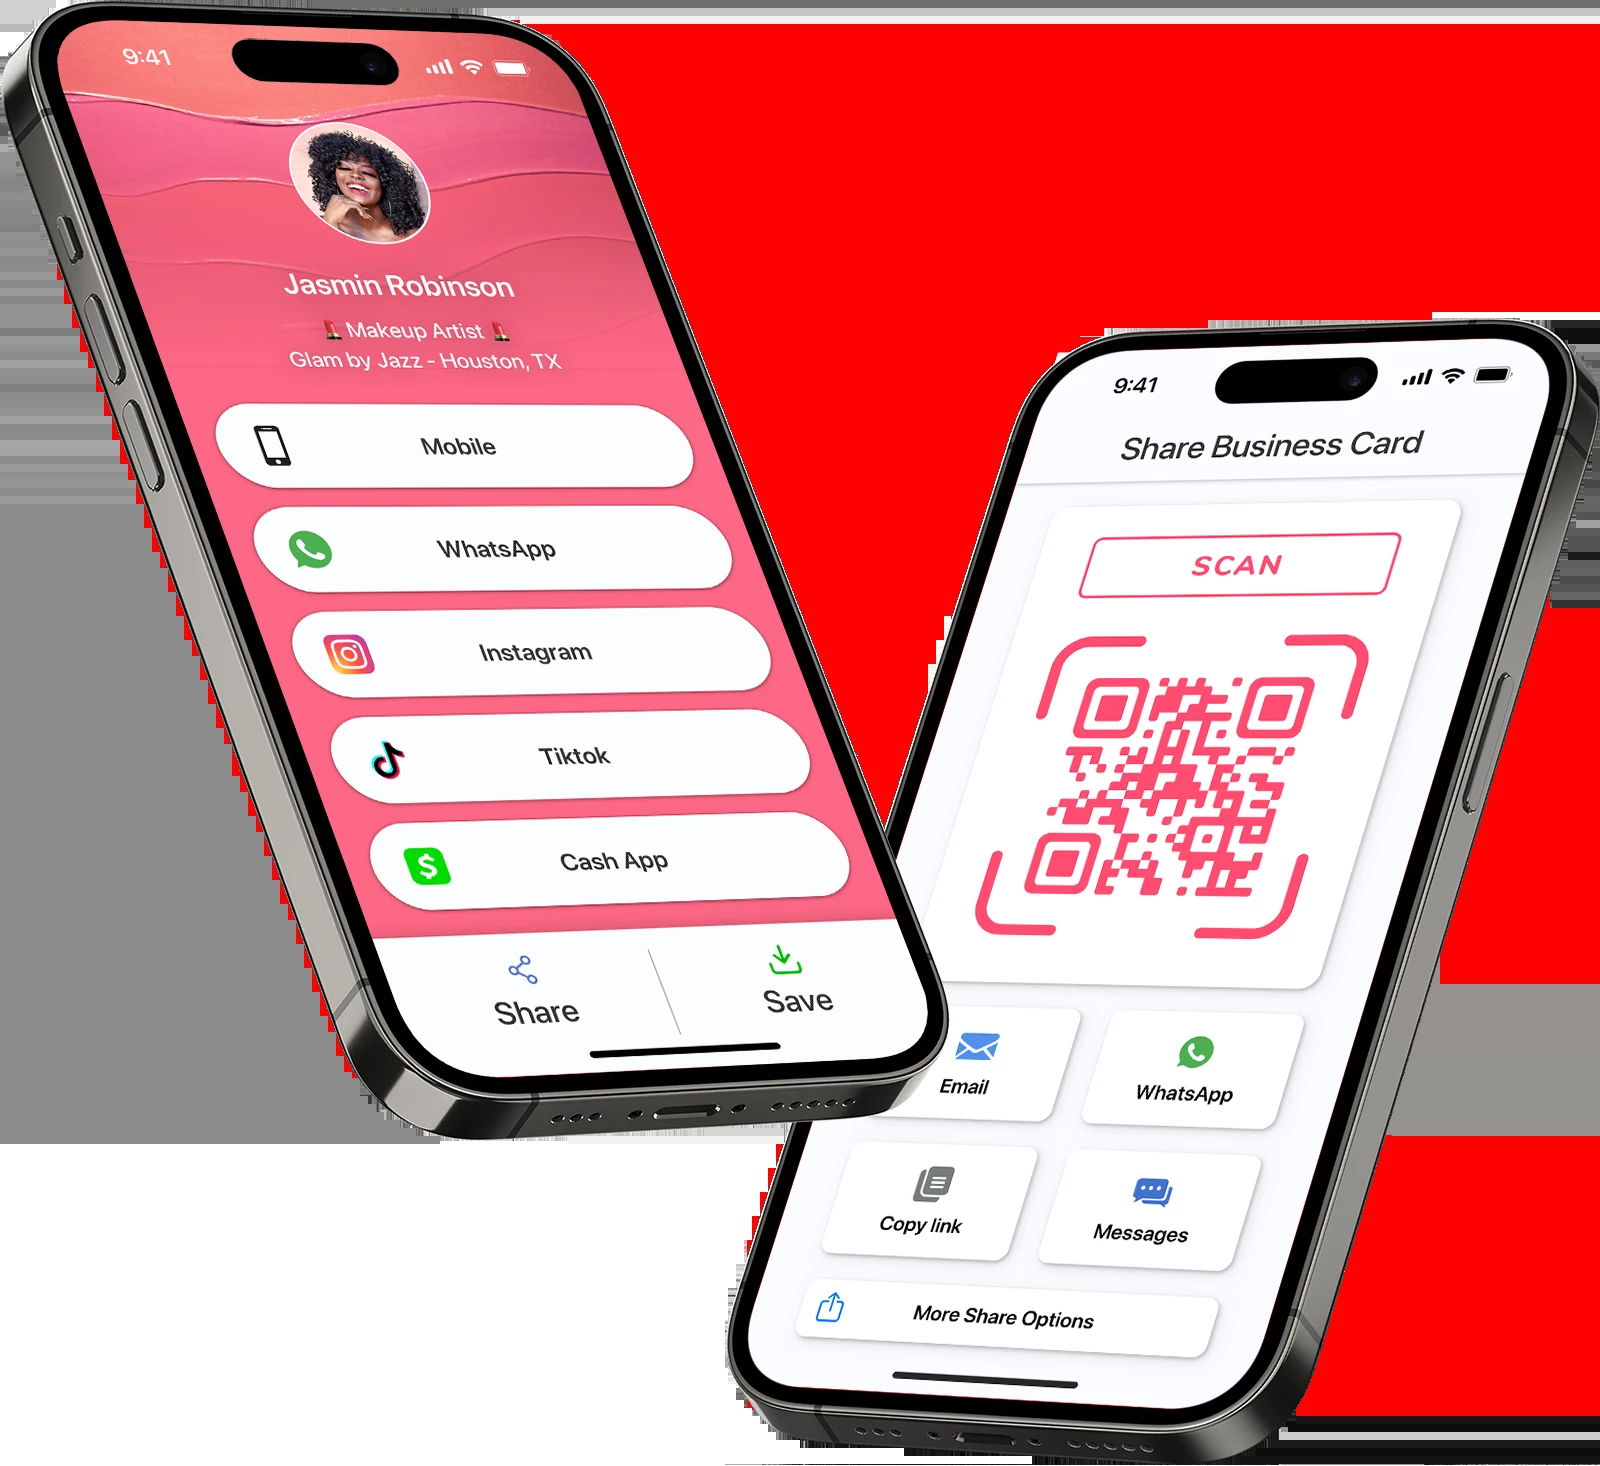 9:41
Jasmin Robinson
💄 Makeup Artist 💄
Glam by Jazz - Houston, TX
Mobile
WhatsApp
Instagram
Tiktok
Cash App
Share
Save
9:41
Share Business Card
SCAN
Email
WhatsApp
Copy link
Messages
More Share Options